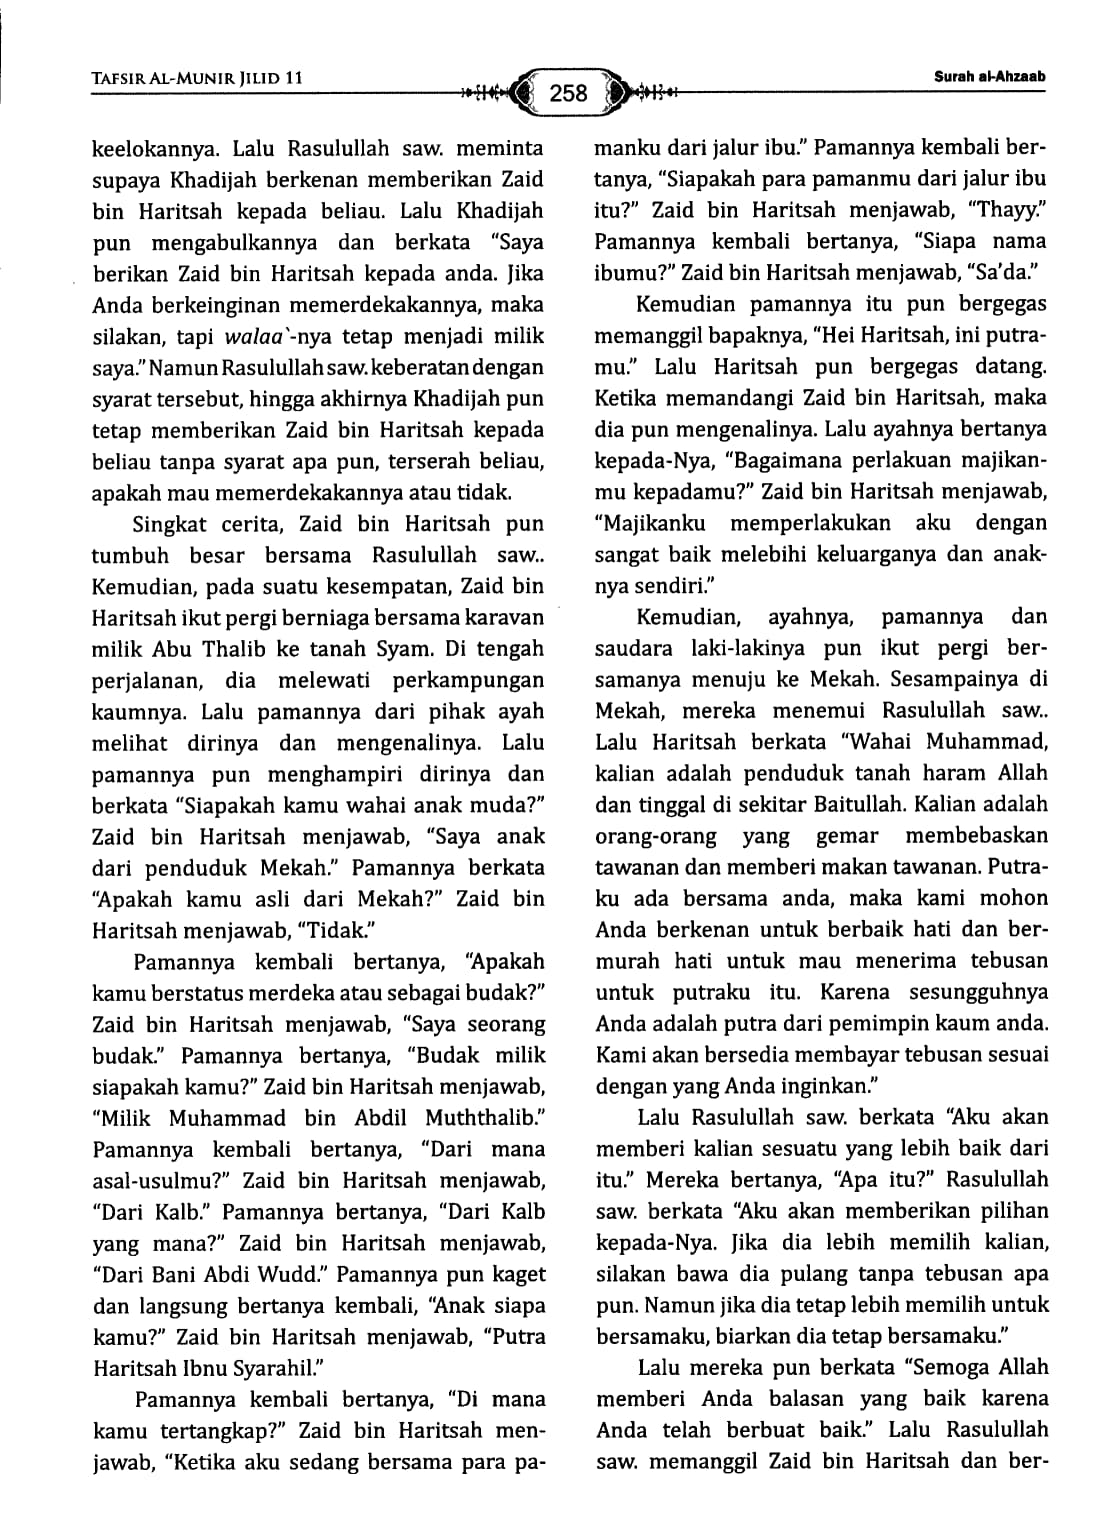 TAFSIR AL-MUNIR JILID 11
258
Surah al-Ahzaab
keelokannya. Lalu Rasulullah saw. meminta
supaya Khadijah berkenan memberikan Zaid
bin Haritsah kepada beliau. Lalu Khadijah
pun mengabulkannya dan berkata “Saya
berikan Zaid bin Haritsah kepada anda. Jika
Anda berkeinginan memerdekakannya, maka
silakan, tapi walaa`-nya tetap menjadi milik
saya.” Namun Rasulullah saw. keberatan dengan
syarat tersebut, hingga akhirnya Khadijah pun
tetap memberikan Zaid bin Haritsah kepada
beliau tanpa syarat apa pun, terserah beliau,
apakah mau memerdekakannya atau tidak.
Singkat cerita, Zaid bin Haritsah pun
tumbuh besar bersama Rasulullah saw..
Kemudian, pada suatu kesempatan, Zaid bin
Haritsah ikut pergi berniaga bersama karavan
milik Abu Thalib ke tanah Syam. Di tengah
perjalanan, dia melewati perkampungan
kaumnya. Lalu pamannya dari pihak ayah
melihat dirinya dan mengenalinya. Lalu
pamannya pun menghampiri dirinya dan
berkata “Siapakah kamu wahai anak muda?”
Zaid bin Haritsah menjawab, “Saya anak
dari penduduk Mekah.” Pamannya berkata
“Apakah kamu asli dari Mekah?” Zaid bin
Haritsah menjawab, “Tidak.”
Pamannya kembali bertanya, “Apakah
kamu berstatus merdeka atau sebagai budak?”
Zaid bin Haritsah menjawab, “Saya seorang
budak.” Pamannya bertanya, “Budak milik
siapakah kamu?” Zaid bin Haritsah menjawab,
“Milik Muhammad bin Abdil Muththalib.”
Pamannya kembali bertanya, “Dari mana
asal-usulmu?” Zaid bin Haritsah menjawab,
“Dari Kalb.” Pamannya bertanya, “Dari Kalb
yang mana?” Zaid bin Haritsah menjawab,
“Dari Bani Abdi Wudd.” Pamannya pun kaget
dan langsung bertanya kembali, “Anak siapa
kamu?” Zaid bin Haritsah menjawab, “Putra
Haritsah Ibnu Syarahil.”
Pamannya kembali bertanya, “Di mana
kamu tertangkap?” Zaid bin Haritsah men-
jawab, “Ketika aku sedang bersama para pa-
manku dari jalur ibu.” Pamannya kembali ber-
tanya, “Siapakah para pamanmu dari jalur ibu
itu?” Zaid bin Haritsah menjawab, “Thayy.”
Pamannya kembali bertanya, “Siapa nama
ibumu?” Zaid bin Haritsah menjawab, “Sa’da.”
Kemudian pamannya itu pun bergegas
memanggil bapaknya, “Hei Haritsah, ini putra-
mu.” Lalu Haritsah pun bergegas datang.
Ketika memandangi Zaid bin Haritsah, maka
dia pun mengenalinya. Lalu ayahnya bertanya
kepada-Nya, “Bagaimana perlakuan majikan-
mu kepadamu?” Zaid bin Haritsah menjawab,
“Majikanku memperlakukan aku dengan
sangat baik melebihi keluarganya dan anak-
nya sendiri.”
Kemudian, ayahnya, pamannya dan
saudara laki-lakinya pun ikut pergi ber-
samanya menuju ke Mekah. Sesampainya di
Mekah, mereka menemui Rasulullah saw..
Lalu Haritsah berkata “Wahai Muhammad,
kalian adalah penduduk tanah haram Allah
dan tinggal di sekitar Baitullah. Kalian adalah
orang-orang yang gemar membebaskan
tawanan dan memberi makan tawanan. Putra-
ku ada bersama anda, maka kami mohon
Anda berkenan untuk berbaik hati dan ber-
murah hati untuk mau menerima tebusan
untuk putraku itu. Karena sesungguhnya
Anda adalah putra dari pemimpin kaum anda.
Kami akan bersedia membayar tebusan sesuai
dengan yang Anda inginkan.”
Lalu Rasulullah saw. berkata “Aku akan
memberi kalian sesuatu yang lebih baik dari
itu.” Mereka bertanya, “Apa itu?” Rasulullah
saw. berkata “Aku akan memberikan pilihan
kepada-Nya. Jika dia lebih memilih kalian,
silakan bawa dia pulang tanpa tebusan apa
pun. Namun jika dia tetap lebih memilih untuk
bersamaku, biarkan dia tetap bersamaku.”
Lalu mereka pun berkata “Semoga Allah
memberi Anda balasan yang baik karena
Anda telah berbuat baik.” Lalu Rasulullah
saw. memanggil Zaid bin Haritsah dan ber-